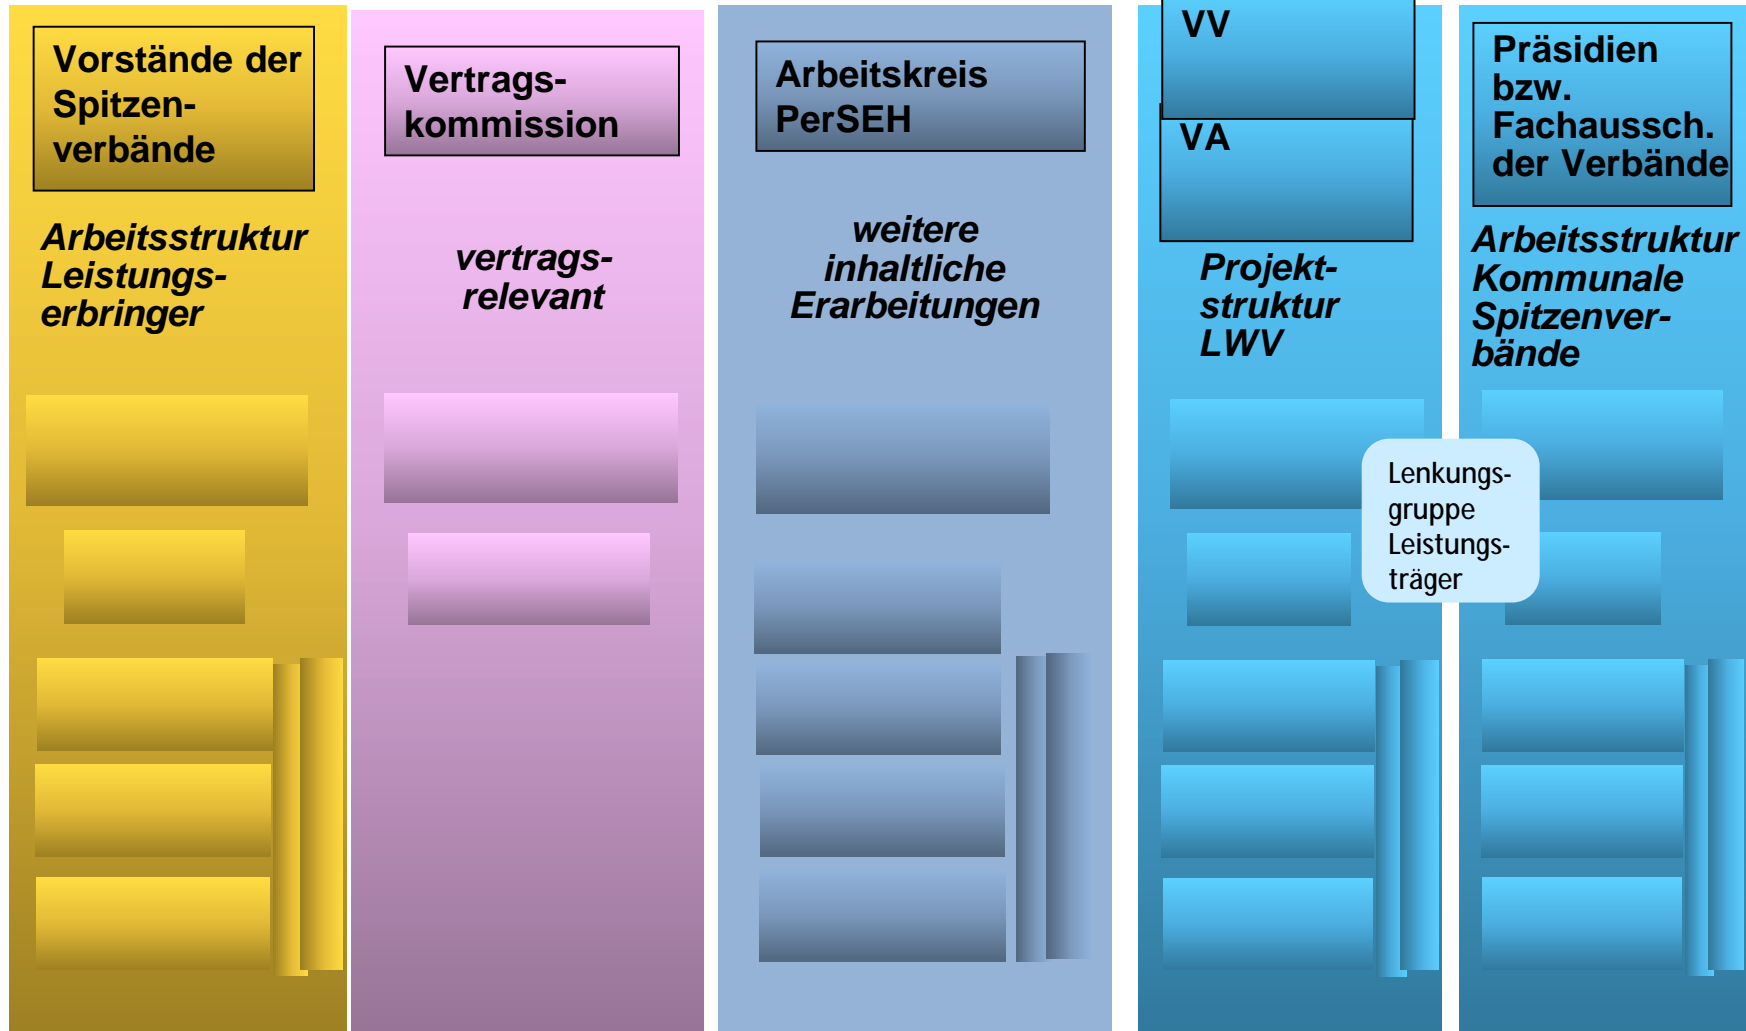 Vorstände der
Spitzen-
verbände
Arbeitsstruktur
Leistungs-
erbringer
Vertrags-
kommission
vertrags-
relevant
Arbeitskreis
PerSEH
weitere
inhaltliche
Erarbeitungen
VV
VA
Projekt-
struktur
LWV
Präsidien
bzw.
Fachaussch.
der Verbände
Arbeitsstruktur
Kommunale
Spitzenver-
bände
Lenkungs-
gruppe
Leistungs-
träger